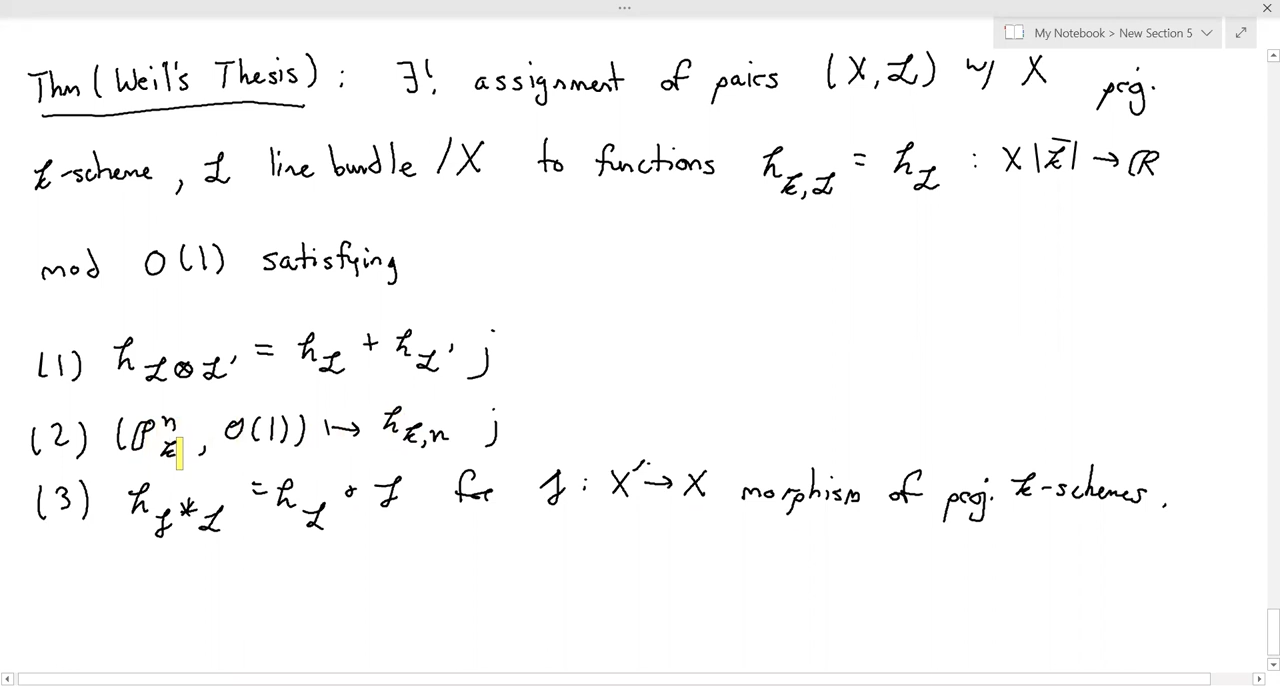 My Notebook > New Section 5
Thm (Weil's Thesis) : ∃! assignment of pairs (X, ℒ) w/ X proj.
k-scheme, ℒ line bundle /X to functions h_{k,ℒ} = h_ℒ : X|k̄| → ℝ
mod O(1) satisfying
(1) h_{ℒ⊗ℒ'} = h_ℒ + h_ℒ' ;
(2) (ℙ^n_k, O(1)) ↦ h_{k,n} ;
(3) h_{f*ℒ} = h_ℒ ∘ f for f : X' → X morphism of proj. k-schemes.